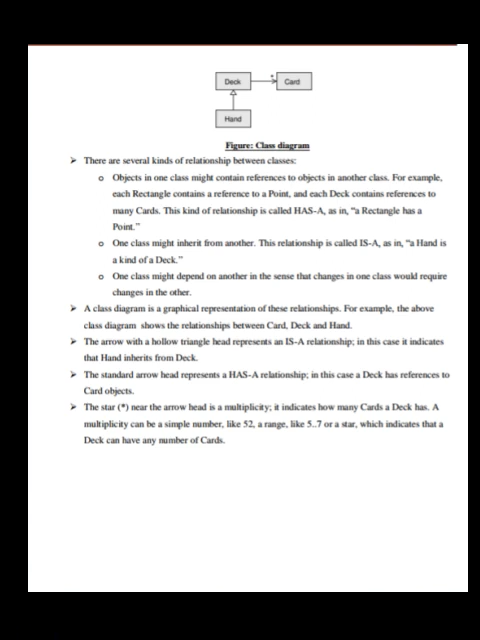 Deck * Card
Hand
Figure: Class diagram
➤ There are several kinds of relationship between classes:
o Objects in one class might contain references to objects in another class. For example,
each Rectangle contains a reference to a Point, and each Deck contains references to
many Cards. This kind of relationship is called HAS-A, as in, “a Rectangle has a
Point.”
o One class might inherit from another. This relationship is called IS-A, as in, “a Hand is
a kind of a Deck.”
o One class might depend on another in the sense that changes in one class would require
changes in the other.
➤ A class diagram is a graphical representation of these relationships. For example, the above
class diagram shows the relationships between Card, Deck and Hand.
➤ The arrow with a hollow triangle head represents an IS-A relationship; in this case it indicates
that Hand inherits from Deck.
➤ The standard arrow head represents a HAS-A relationship; in this case a Deck has references to
Card objects.
➤ The star (*) near the arrow head is a multiplicity; it indicates how many Cards a Deck has. A
multiplicity can be a simple number, like 52, a range, like 5..7 or a star, which indicates that a
Deck can have any number of Cards.